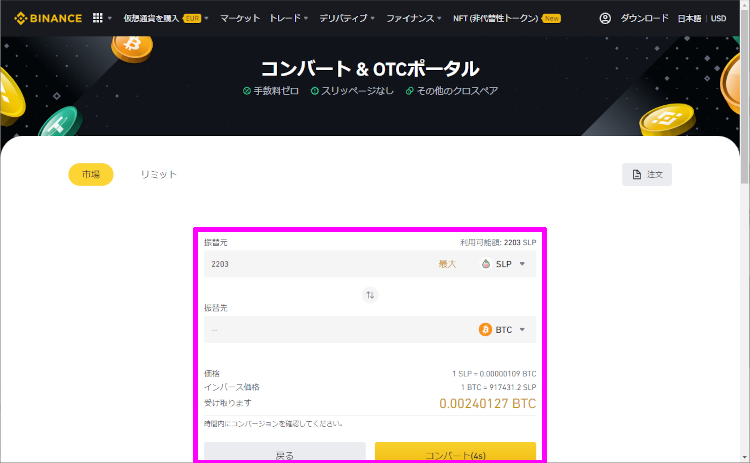 BINANCE 仮想通貨を購入 EUR マーケット トレード デリバティブ ファイナンス NFT (非代替性トークン) New ダウンロード 日本語 | USD
コンバート & OTCポータル
手数料ゼロ スリッページなし その他のクロスペア
市場 リミット 注文
振替元 利用可能額: 2203 SLP
2203 最大 SLP
振替先
-- BTC
価格 1 SLP = 0.00000109 BTC
インバース価格 1 BTC = 917431.2 SLP
受け取ります 0.00240127 BTC
時間内にコンバージョンを確認してください。
戻る コンバート(4s)